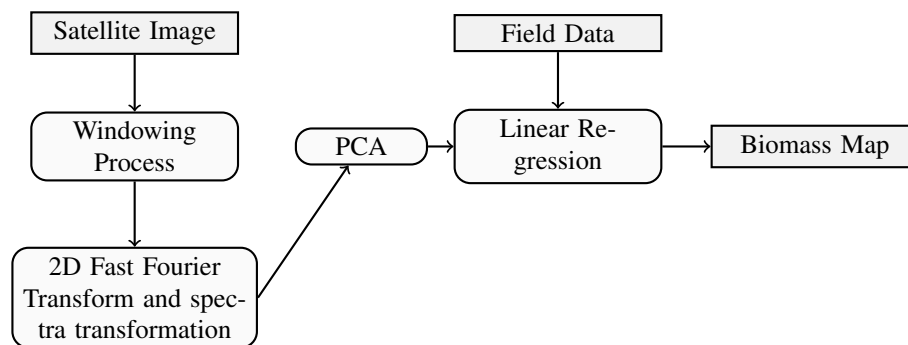 Satellite Image
Windowing
Process
2D Fast Fourier
Transform and spec-
tra transformation
PCA
Field Data
Linear Re-
gression
Biomass Map